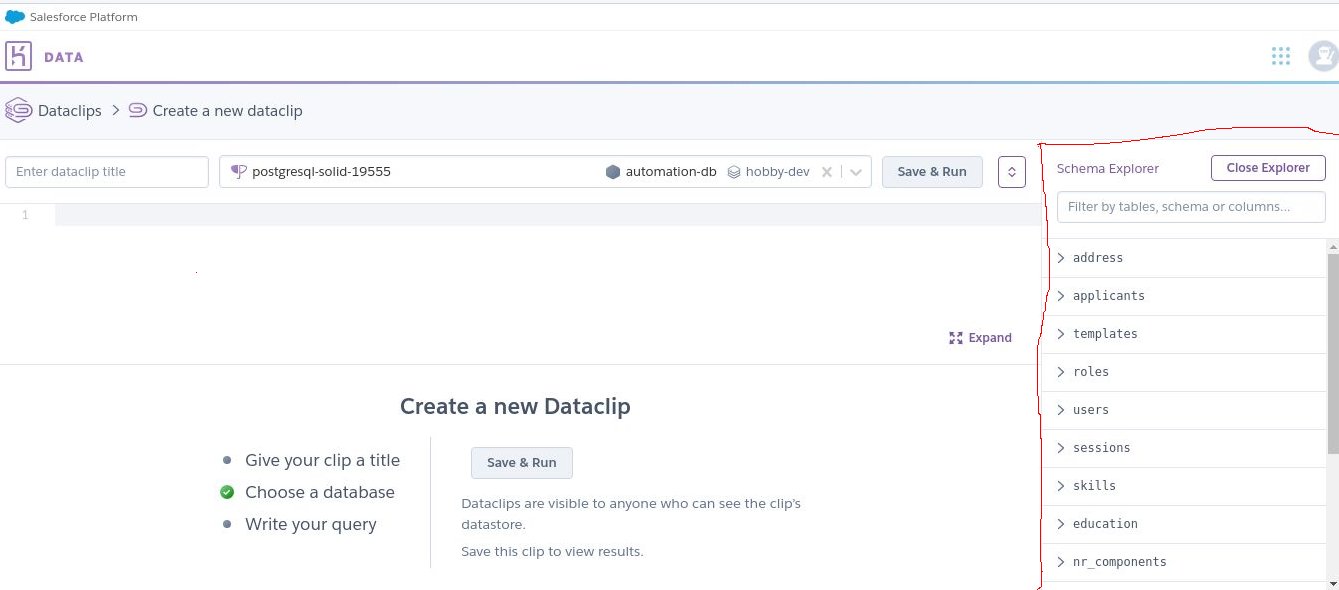 Salesforce Platform
DATA
Dataclips > Create a new dataclip
Enter dataclip title
postgresql-solid-19555 automation-db hobby-dev
Save & Run
Schema Explorer
Close Explorer
Filter by tables, schema or columns...
1
Expand
address
applicants
templates
roles
users
sessions
skills
education
nr_components
Create a new Dataclip
Give your clip a title
Choose a database
Write your query
Save & Run
Dataclips are visible to anyone who can see the clip's
datastore.
Save this clip to view results.